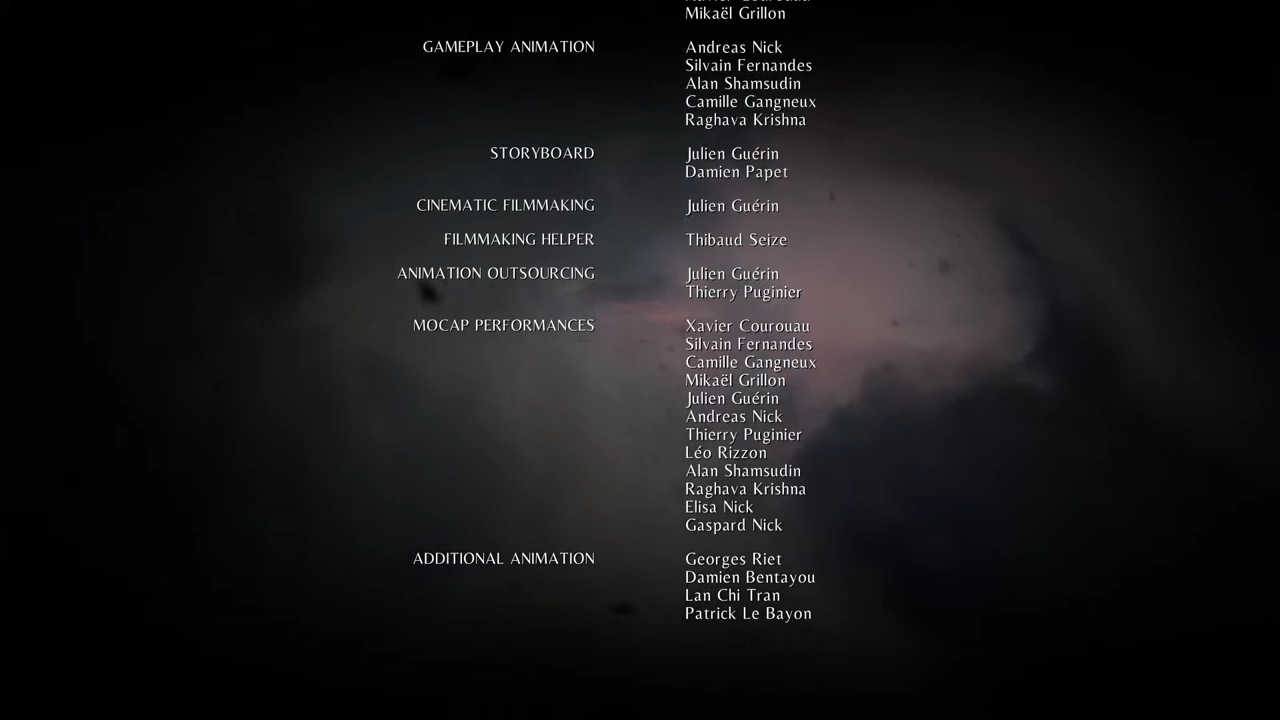 Mikaël Grillon
GAMEPLAY ANIMATION Andreas Nick
Silvain Fernandes
Alan Shamsudin
Camille Gangneux
Raghava Krishna
STORYBOARD Julien Guérin
Damien Papet
CINEMATIC FILMMAKING Julien Guérin
FILMMAKING HELPER Thibaud Seize
ANIMATION OUTSOURCING Julien Guérin
Thierry Puginier
MOCAP PERFORMANCES Xavier Courouau
Silvain Fernandes
Camille Gangneux
Mikaël Grillon
Julien Guérin
Andreas Nick
Thierry Puginier
Léo Rizzon
Alan Shamsudin
Raghava Krishna
Elisa Nick
Gaspard Nick
ADDITIONAL ANIMATION Georges Riet
Damien Bentayou
Lan Chi Tran
Patrick Le Bayon